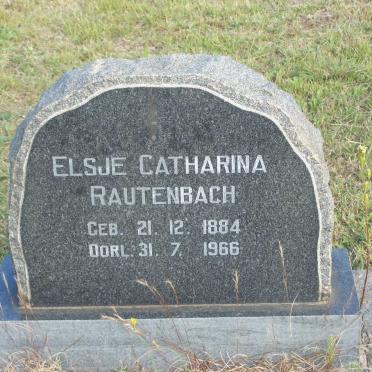 ELSJE CATHARINA
RAUTENBACH
GEB. 21. 12. 1884
OORL. 31. 7. 1966